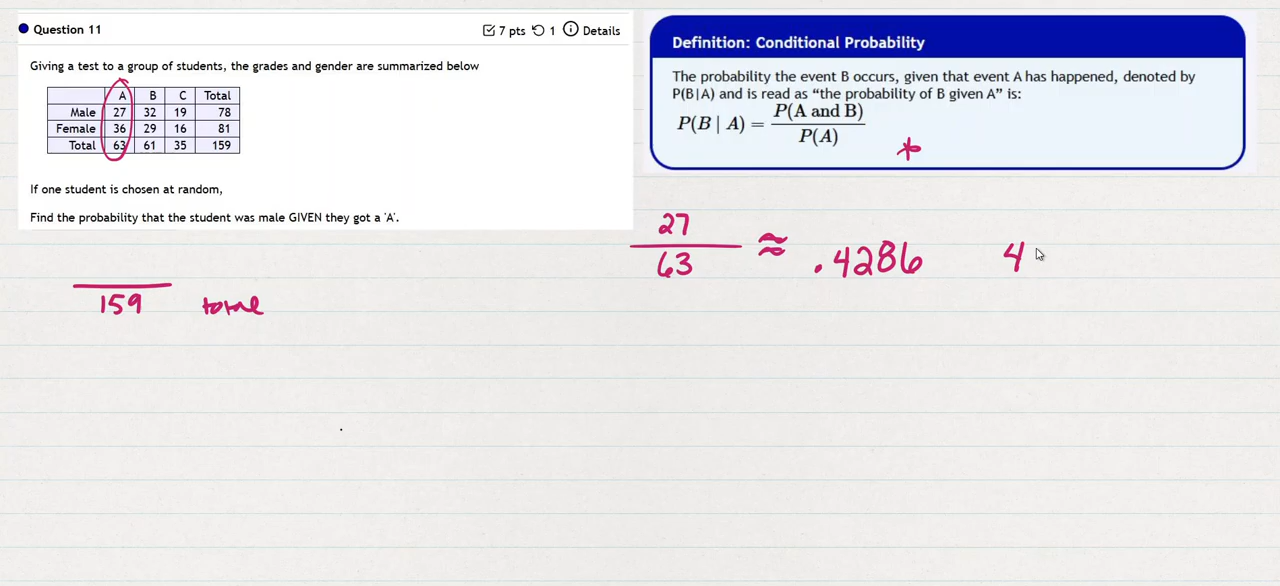 Question 11
7 pts 1 Details
Giving a test to a group of students, the grades and gender are summarized below
A B C Total
Male 27 32 19 78
Female 36 29 16 81
Total 63 61 35 159
If one student is chosen at random,
Find the probability that the student was male GIVEN they got a 'A'.
Definition: Conditional Probability
The probability the event B occurs, given that event A has happened, denoted by
P(B|A) and is read as “the probability of B given A” is:
P(B | A) = P(A and B) / P(A)
*
27
63
≈ .4286 4
159 total